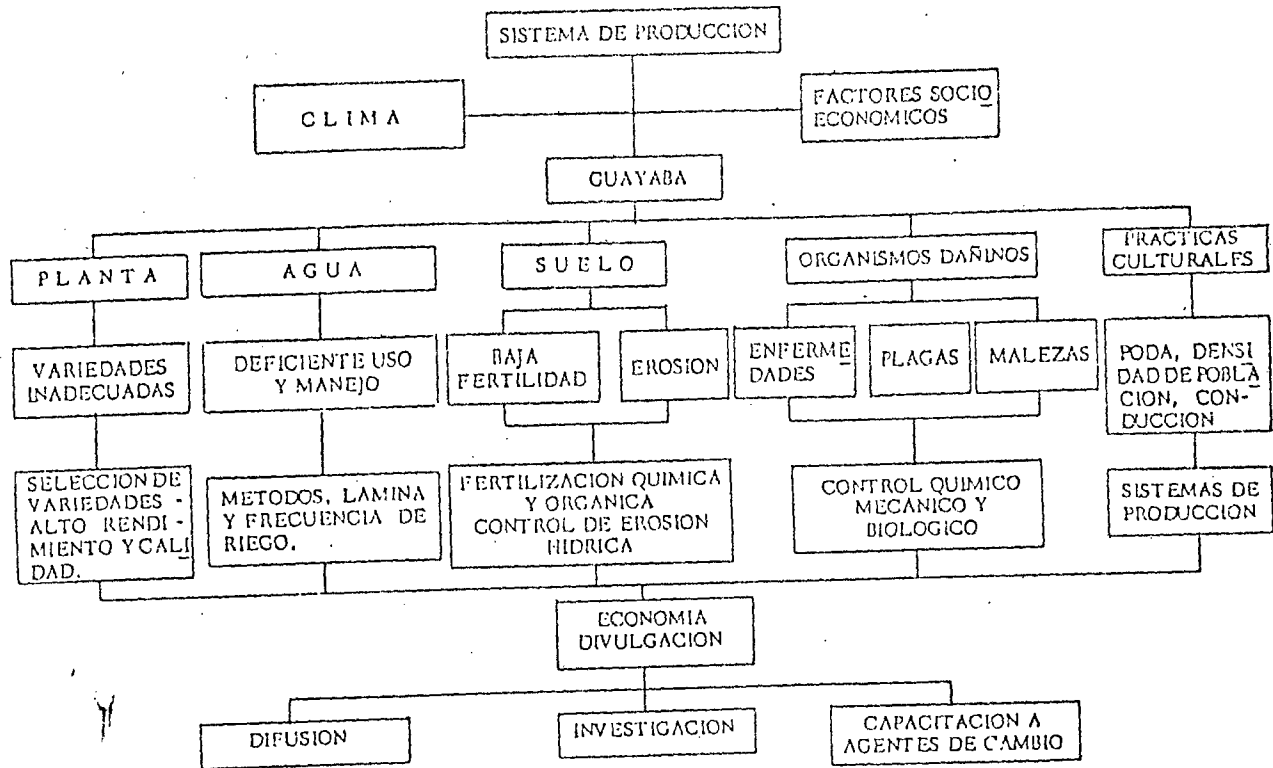 SISTEMA DE PRODUCCION
CLIMA
FACTORES SOCIO
ECONOMICOS
GUAYABA
PLANTA
AGUA
SUELO
ORGANISMOS DAÑINOS
PRACTICAS
CULTURALES
VARIEDADES
INADECUADAS
DEFICIENTE USO
Y MANEJO
BAJA
FERTILIDAD
EROSION
ENFERME
DADES
PLAGAS
MALEZAS
PODA, DENSI
DAD DE POBLA
CION, CON-
DUCCION
SELECCION DE
VARIEDADES -
ALTO RENDI -
MIENTO Y CALI
DAD.
METODOS, LAMINA
Y FRECUENCIA DE
RIEGO.
FERTILIZACION QUIMICA
Y ORGANICA
CONTROL DE EROSION
HIDRICA
CONTROL QUIMICO
MECANICO Y
BIOLOGICO
SISTEMAS DE
PRODUCCION
ECONOMIA
DIVULGACION
DIFUSION
INVESTIGACION
CAPACITACION A
AGENTES DE CAMBIO